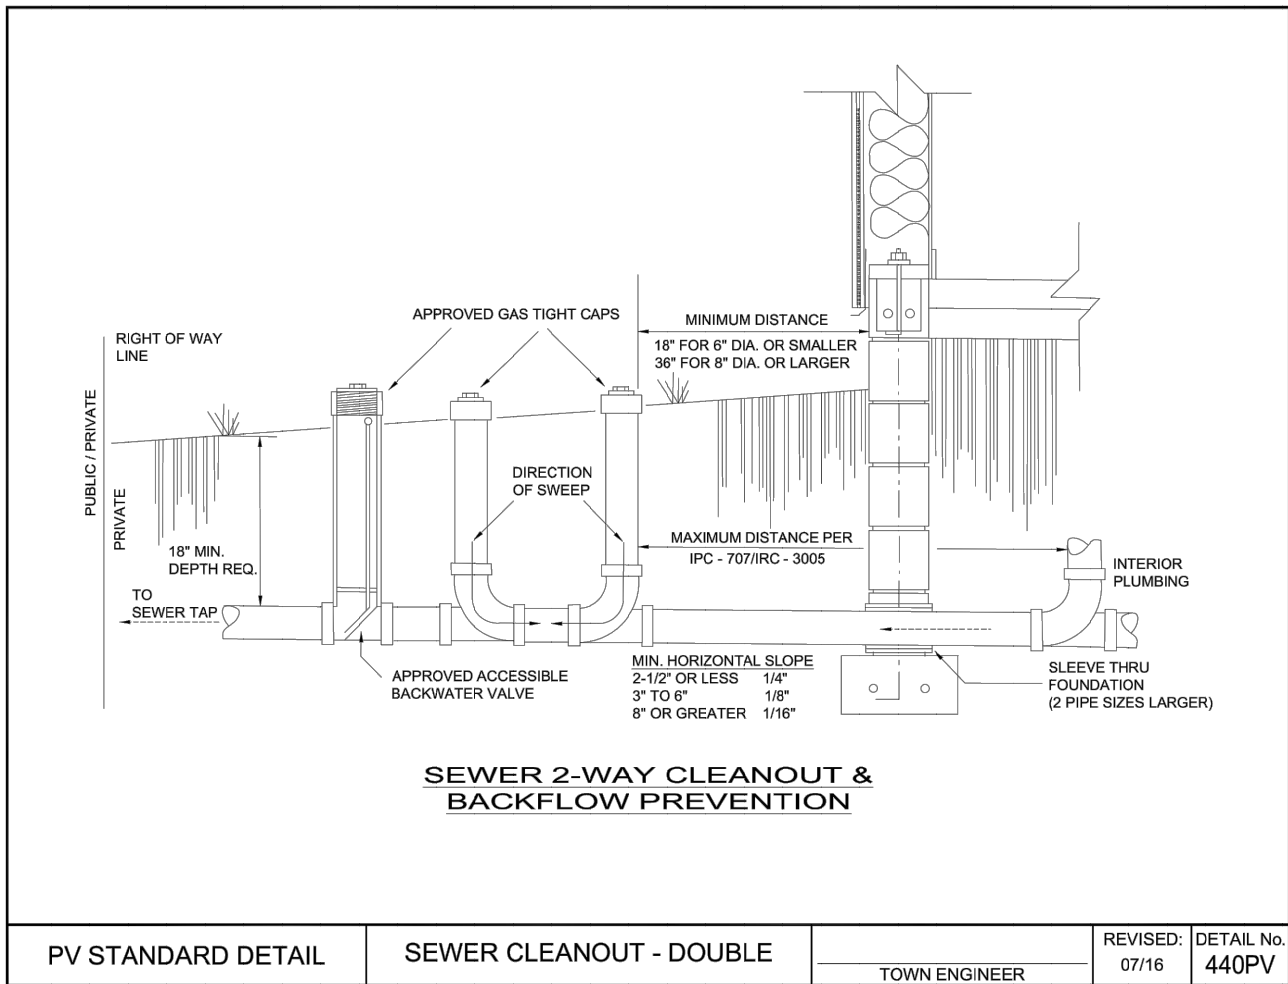 APPROVED GAS TIGHT CAPS
MINIMUM DISTANCE
18" FOR 6" DIA. OR SMALLER
36" FOR 8" DIA. OR LARGER
RIGHT OF WAY
LINE
PUBLIC / PRIVATE
PRIVATE
DIRECTION
OF SWEEP
18" MIN.
DEPTH REQ.
MAXIMUM DISTANCE PER
IPC - 707/IRC - 3005
INTERIOR
PLUMBING
TO
SEWER TAP
APPROVED ACCESSIBLE
BACKWATER VALVE
MIN. HORIZONTAL SLOPE
2-1/2" OR LESS 1/4"
3" TO 6" 1/8"
8" OR GREATER 1/16"
SLEEVE THRU
FOUNDATION
(2 PIPE SIZES LARGER)
SEWER 2-WAY CLEANOUT &
BACKFLOW PREVENTION
PV STANDARD DETAIL
SEWER CLEANOUT - DOUBLE
TOWN ENGINEER
REVISED:
07/16
DETAIL No.
440PV